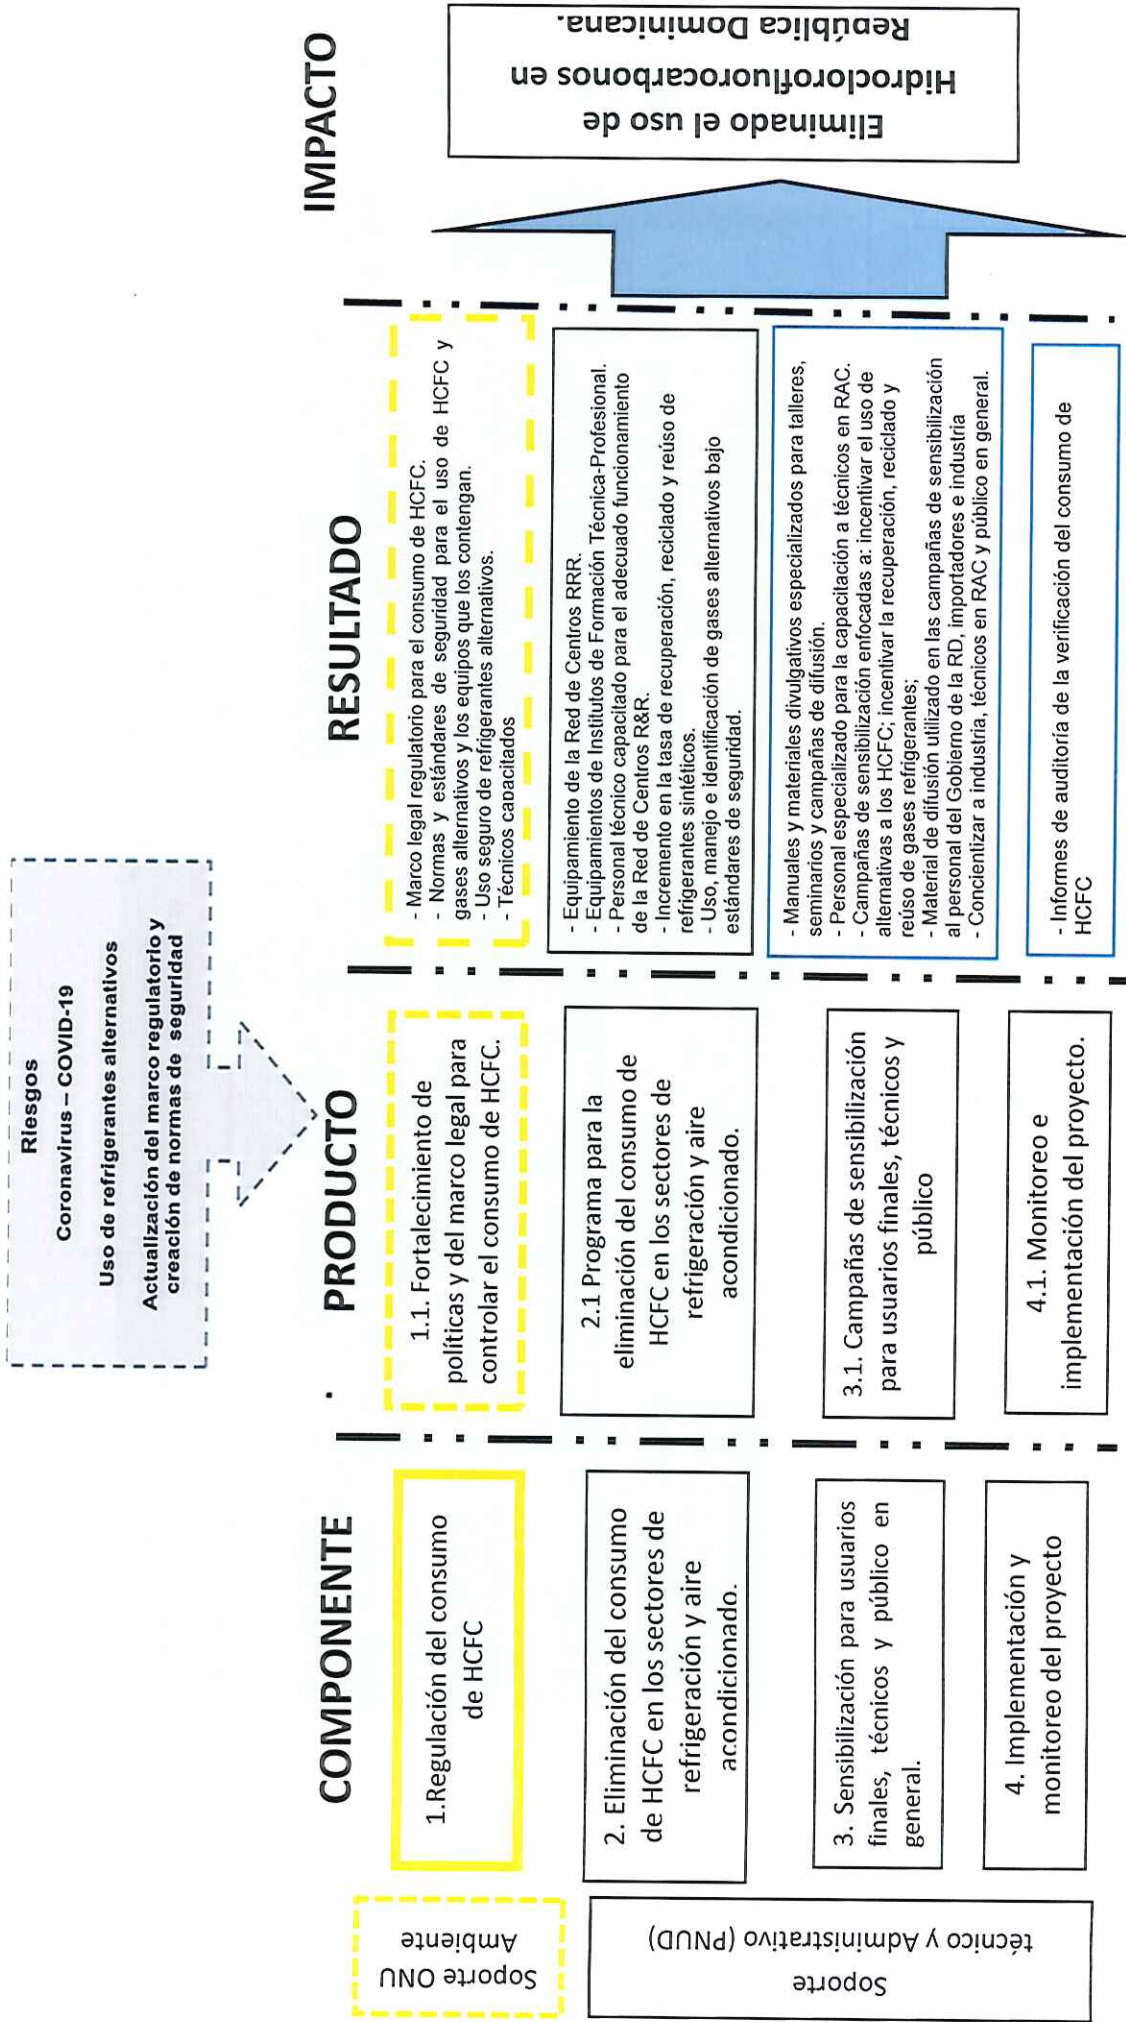 Riesgos
Coronavirus – COVID-19
Uso de refrigerantes alternativos
Actualización del marco regulatorio y
creación de normas de seguridad
COMPONENTE
. PRODUCTO
RESULTADO
IMPACTO
Soporte ONU
Ambiente
1.Regulación del consumo
de HCFC
1.1. Fortalecimiento de
políticas y del marco legal para
controlar el consumo de HCFC.
- Marco legal regulatorio para el consumo de HCFC.
- Normas y estándares de seguridad para el uso de HCFC y
gases alternativos y los equipos que los contengan.
- Uso seguro de refrigerantes alternativos.
- Técnicos capacitados
Soporte
técnico y Administrativo (PNUD)
2. Eliminación del consumo
de HCFC en los sectores de
refrigeración y aire
acondicionado.
2.1 Programa para la
eliminación del consumo de
HCFC en los sectores de
refrigeración y aire
acondicionado.
- Equipamiento de la Red de Centros RRR.
- Equipamientos de Institutos de Formación Técnica-Profesional.
- Personal técnico capacitado para el adecuado funcionamiento
de la Red de Centros R&R.
- Incremento en la tasa de recuperación, reciclado y reúso de
refrigerantes sintéticos.
- Uso, manejo e identificación de gases alternativos bajo
estándares de seguridad.
3. Sensibilización para usuarios
finales, técnicos y público en
general.
3.1. Campañas de sensibilización
para usuarios finales, técnicos y
público
- Manuales y materiales divulgativos especializados para talleres,
seminarios y campañas de difusión.
- Personal especializado para la capacitación a técnicos en RAC.
- Campañas de sensibilización enfocadas a: incentivar el uso de
alternativas a los HCFC; incentivar la recuperación, reciclado y
reúso de gases refrigerantes;
- Material de difusión utilizado en las campañas de sensibilización
al personal del Gobierno de la RD, importadores e industria
- Concientizar a industria, técnicos en RAC y público en general.
4. Implementación y
monitoreo del proyecto
4.1. Monitoreo e
implementación del proyecto.
- Informes de auditoría de la verificación del consumo de
HCFC
Eliminado el uso de
Hidroclorofluorocarbonos en
República Dominicana.